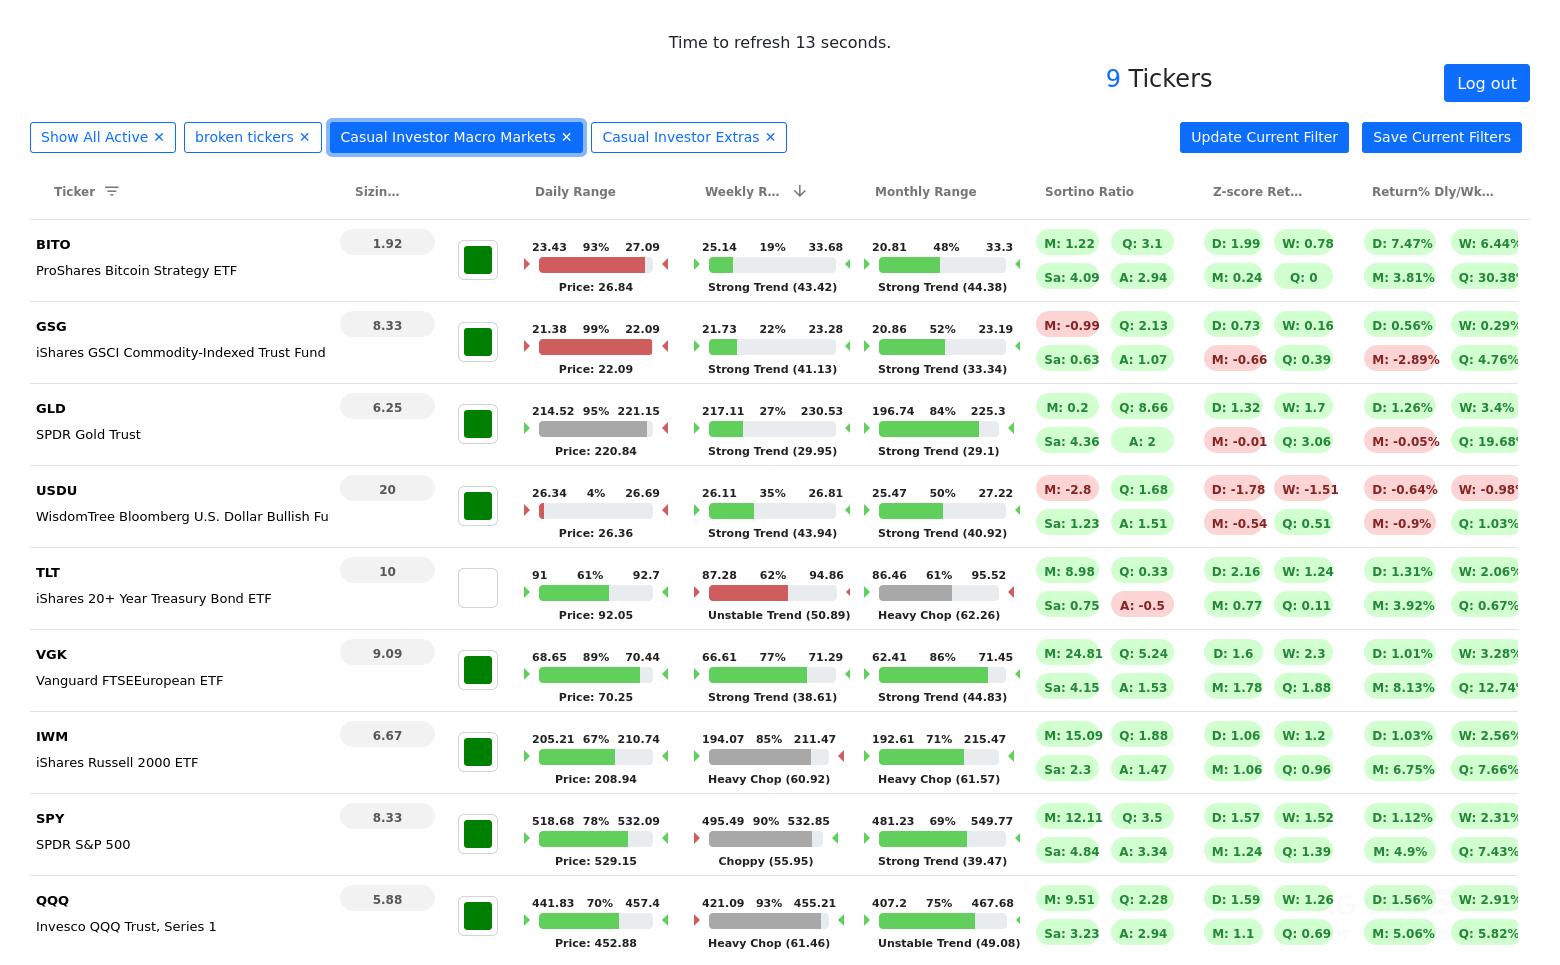 Time to refresh 13 seconds.
9 Tickers
Log out
Show All Active ✕ broken tickers ✕ Casual Investor Macro Markets ✕ Casual Investor Extras ✕ Update Current Filter Save Current Filters
Ticker Sizin... Daily Range Weekly R... Monthly Range Sortino Ratio Z-score Ret... Return% Dly/Wk...
BITO 1.92 23.43 93% 27.09 25.14 19% 33.68 20.81 48% 33.3 M: 1.22 Q: 3.1 D: 1.99 W: 0.78 D: 7.47% W: 6.44%
ProShares Bitcoin Strategy ETF Sa: 4.09 A: 2.94 M: 0.24 Q: 0 M: 3.81% Q: 30.38%
Price: 26.84 Strong Trend (43.42) Strong Trend (44.38)
GSG 8.33 21.38 99% 22.09 21.73 22% 23.28 20.86 52% 23.19 M: -0.99 Q: 2.13 D: 0.73 W: 0.16 D: 0.56% W: 0.29%
iShares GSCI Commodity-Indexed Trust Fund Sa: 0.63 A: 1.07 M: -0.66 Q: 0.39 M: -2.89% Q: 4.76%
Price: 22.09 Strong Trend (41.13) Strong Trend (33.34)
GLD 6.25 214.52 95% 221.15 217.11 27% 230.53 196.74 84% 225.3 M: 0.2 Q: 8.66 D: 1.32 W: 1.7 D: 1.26% W: 3.4%
SPDR Gold Trust Sa: 4.36 A: 2 M: -0.01 Q: 3.06 M: -0.05% Q: 19.68%
Price: 220.84 Strong Trend (29.95) Strong Trend (29.1)
USDU 20 26.34 4% 26.69 26.11 35% 26.81 25.47 50% 27.22 M: -2.8 Q: 1.68 D: -1.78 W: -1.51 D: -0.64% W: -0.98%
WisdomTree Bloomberg U.S. Dollar Bullish Fu Sa: 1.23 A: 1.51 M: -0.54 Q: 0.51 M: -0.9% Q: 1.03%
Price: 26.36 Strong Trend (43.94) Strong Trend (40.92)
TLT 10 91 61% 92.7 87.28 62% 94.86 86.46 61% 95.52 M: 8.98 Q: 0.33 D: 2.16 W: 1.24 D: 1.31% W: 2.06%
iShares 20+ Year Treasury Bond ETF Sa: 0.75 A: -0.5 M: 0.77 Q: 0.11 M: 3.92% Q: 0.67%
Price: 92.05 Unstable Trend (50.89) Heavy Chop (62.26)
VGK 9.09 68.65 89% 70.44 66.61 77% 71.29 62.41 86% 71.45 M: 24.81 Q: 5.24 D: 1.6 W: 2.3 D: 1.01% W: 3.28%
Vanguard FTSEEuropean ETF Sa: 4.15 A: 1.53 M: 1.78 Q: 1.88 M: 8.13% Q: 12.74%
Price: 70.25 Strong Trend (38.61) Strong Trend (44.83)
IWM 6.67 205.21 67% 210.74 194.07 85% 211.47 192.61 71% 215.47 M: 15.09 Q: 1.88 D: 1.06 W: 1.2 D: 1.03% W: 2.56%
iShares Russell 2000 ETF Sa: 2.3 A: 1.47 M: 1.06 Q: 0.96 M: 6.75% Q: 7.66%
Price: 208.94 Heavy Chop (60.92) Heavy Chop (61.57)
SPY 8.33 518.68 78% 532.09 495.49 90% 532.85 481.23 69% 549.77 M: 12.11 Q: 3.5 D: 1.57 W: 1.52 D: 1.12% W: 2.31%
SPDR S&P 500 Sa: 4.84 A: 3.34 M: 1.24 Q: 1.39 M: 4.9% Q: 7.43%
Price: 529.15 Choppy (55.95) Strong Trend (39.47)
QQQ 5.88 441.83 70% 457.4 421.09 93% 455.21 407.2 75% 467.68 M: 9.51 Q: 2.28 D: 1.59 W: 1.26 D: 1.56% W: 2.91%
Invesco QQQ Trust, Series 1 Sa: 3.23 A: 2.94 M: 1.1 Q: 0.69 M: 5.06% Q: 5.82%
Price: 452.88 Heavy Chop (61.46) Unstable Trend (49.08)